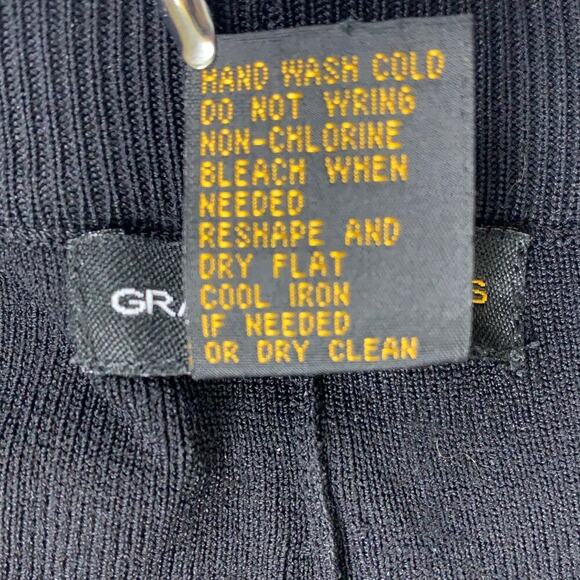 HAND WASH COLD
DO NOT WRING
NON-CHLORINE
BLEACH WHEN
NEEDED
RESHAPE AND
DRY FLAT
COOL IRON
IF NEEDED
OR DRY CLEAN